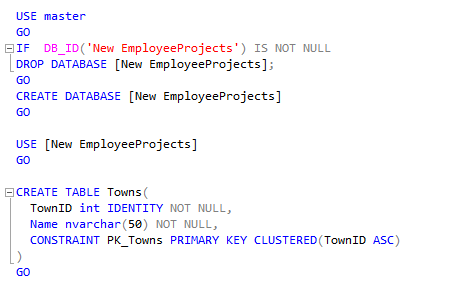 USE master
GO
IF  DB_ID('New EmployeeProjects') IS NOT NULL
DROP DATABASE [New EmployeeProjects];
GO
CREATE DATABASE [New EmployeeProjects]
GO

USE [New EmployeeProjects]
GO

CREATE TABLE Towns(
  TownID int IDENTITY NOT NULL,
  Name nvarchar(50) NOT NULL,
  CONSTRAINT PK_Towns PRIMARY KEY CLUSTERED(TownID ASC)
)
GO